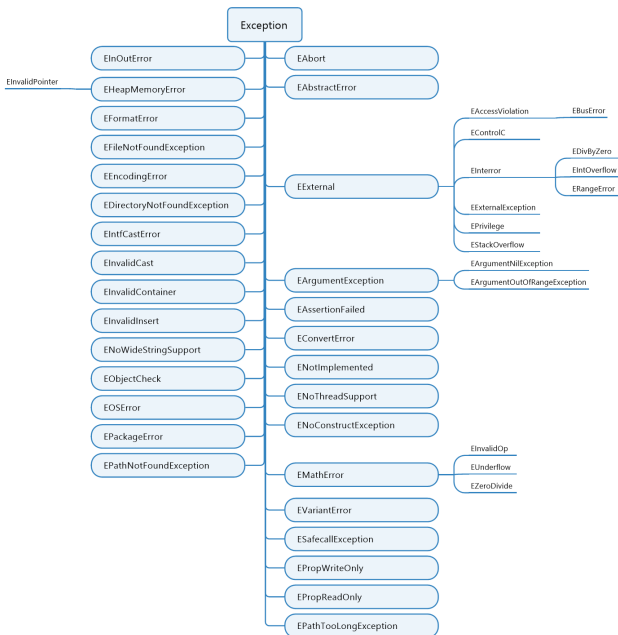 Exception
EInOutError
EInvalidPointer
EHeapMemoryError
EFormatError
EFileNotFoundException
EEncodingError
EDirectoryNotFoundException
EIntfCastError
EInvalidCast
EInvalidContainer
EInvalidInsert
ENoWideStringSupport
EObjectCheck
EOSError
EPackageError
EPathNotFoundException
EAbort
EAbstractError
EExternal
EAccessViolation
EBusError
EControlC
EInterror
EDivByZero
EIntOverflow
ERangeError
EExternalException
EPrivilege
EStackOverflow
EArgumentException
EArgumentNilException
EArgumentOutOfRangeException
EAssertionFailed
EConvertError
ENotImplemented
ENoThreadSupport
ENoConstructException
EMathError
EInvalidOp
EUnderflow
EZeroDivide
EVariantError
ESafecallException
EPropWriteOnly
EPropReadOnly
EPathTooLongException